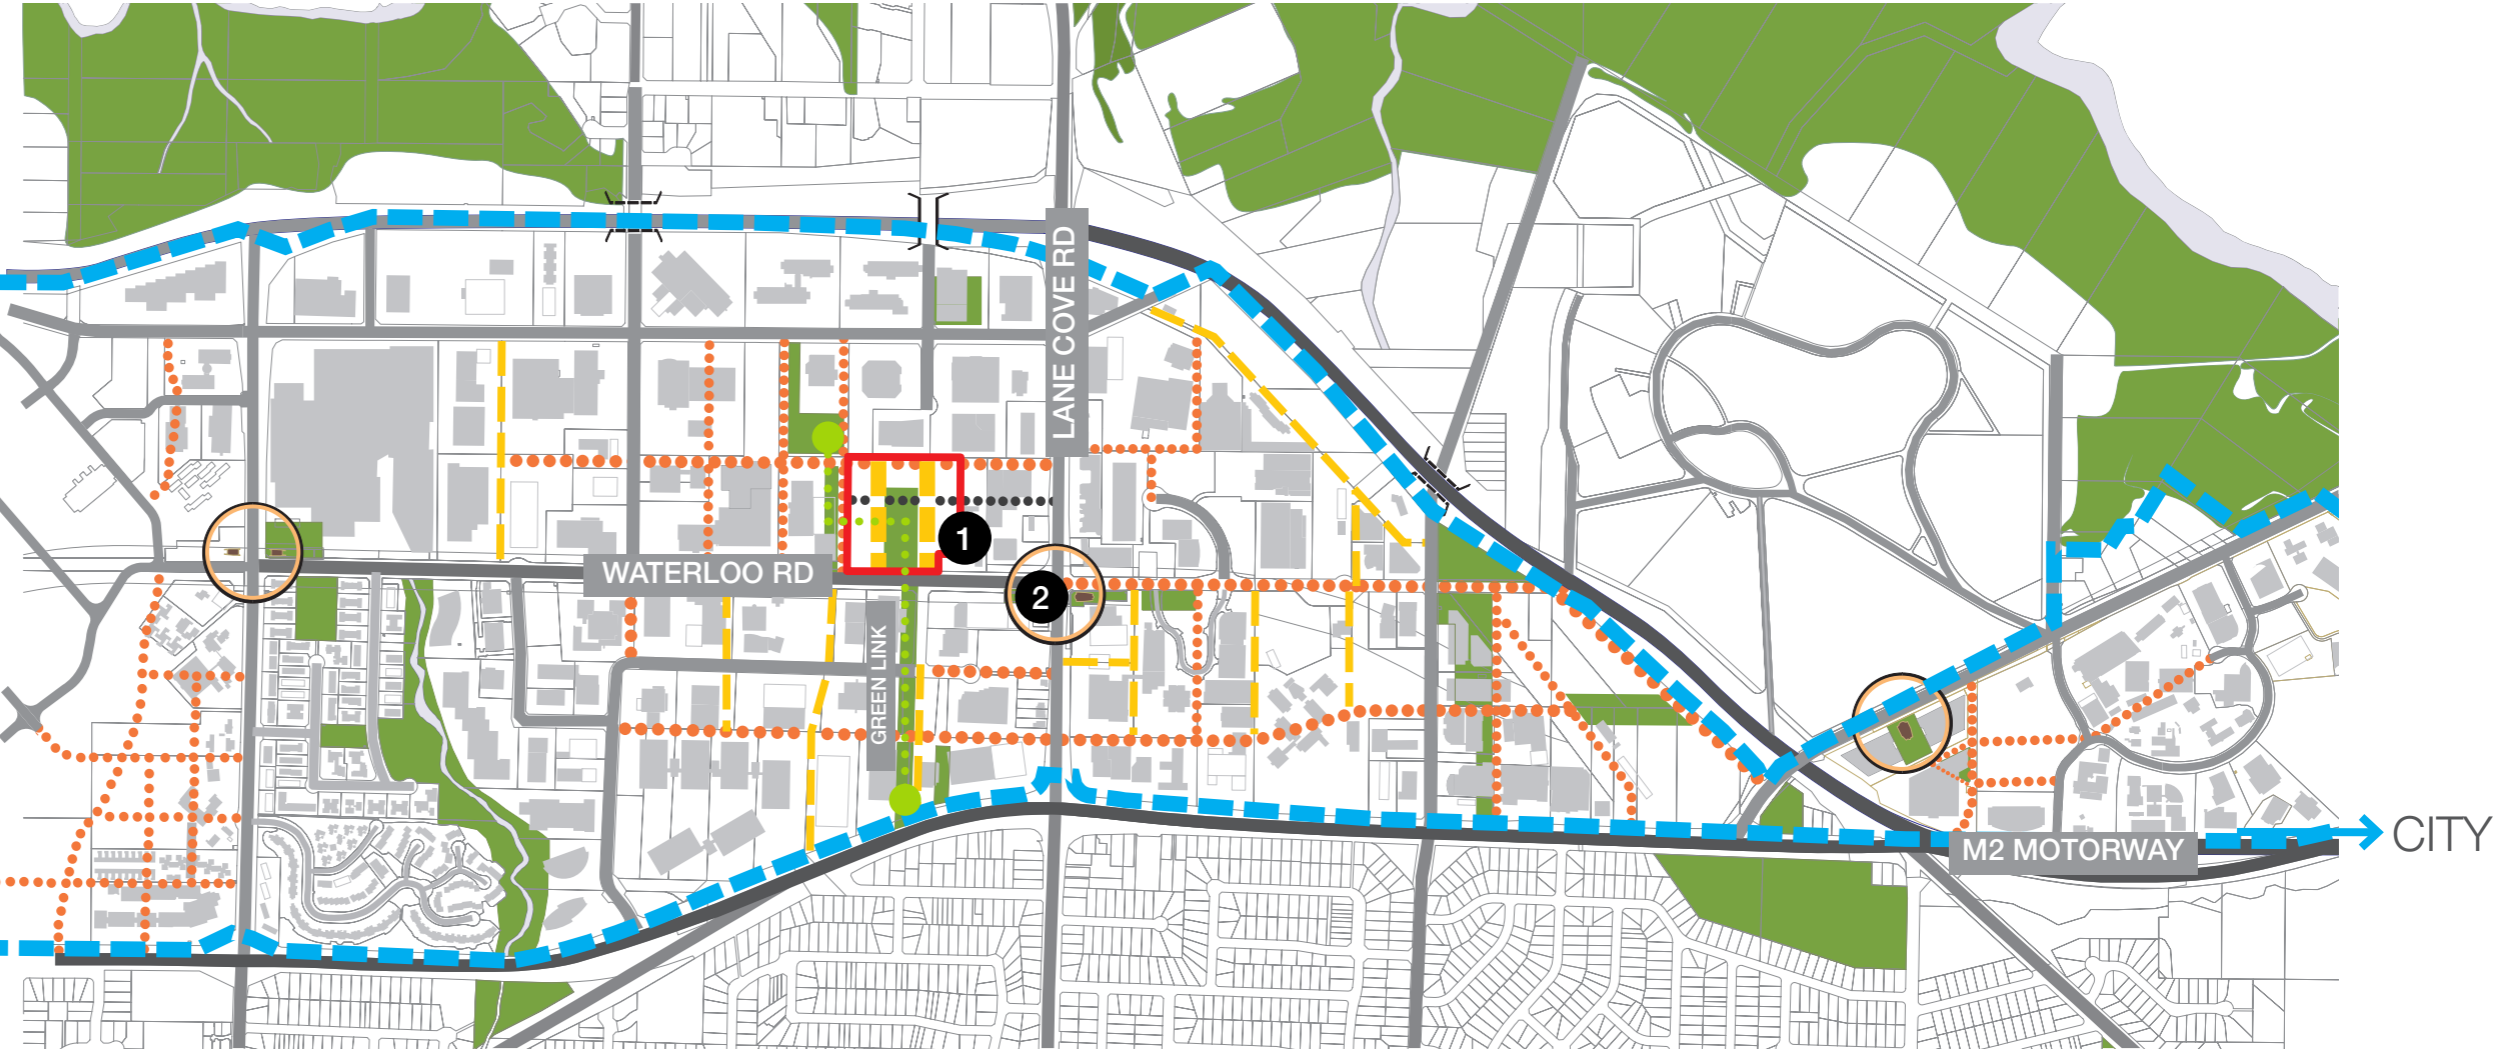 LANE COVE RD
1
WATERLOO RD
2
GREEN LINK
CITY
M2 MOTORWAY